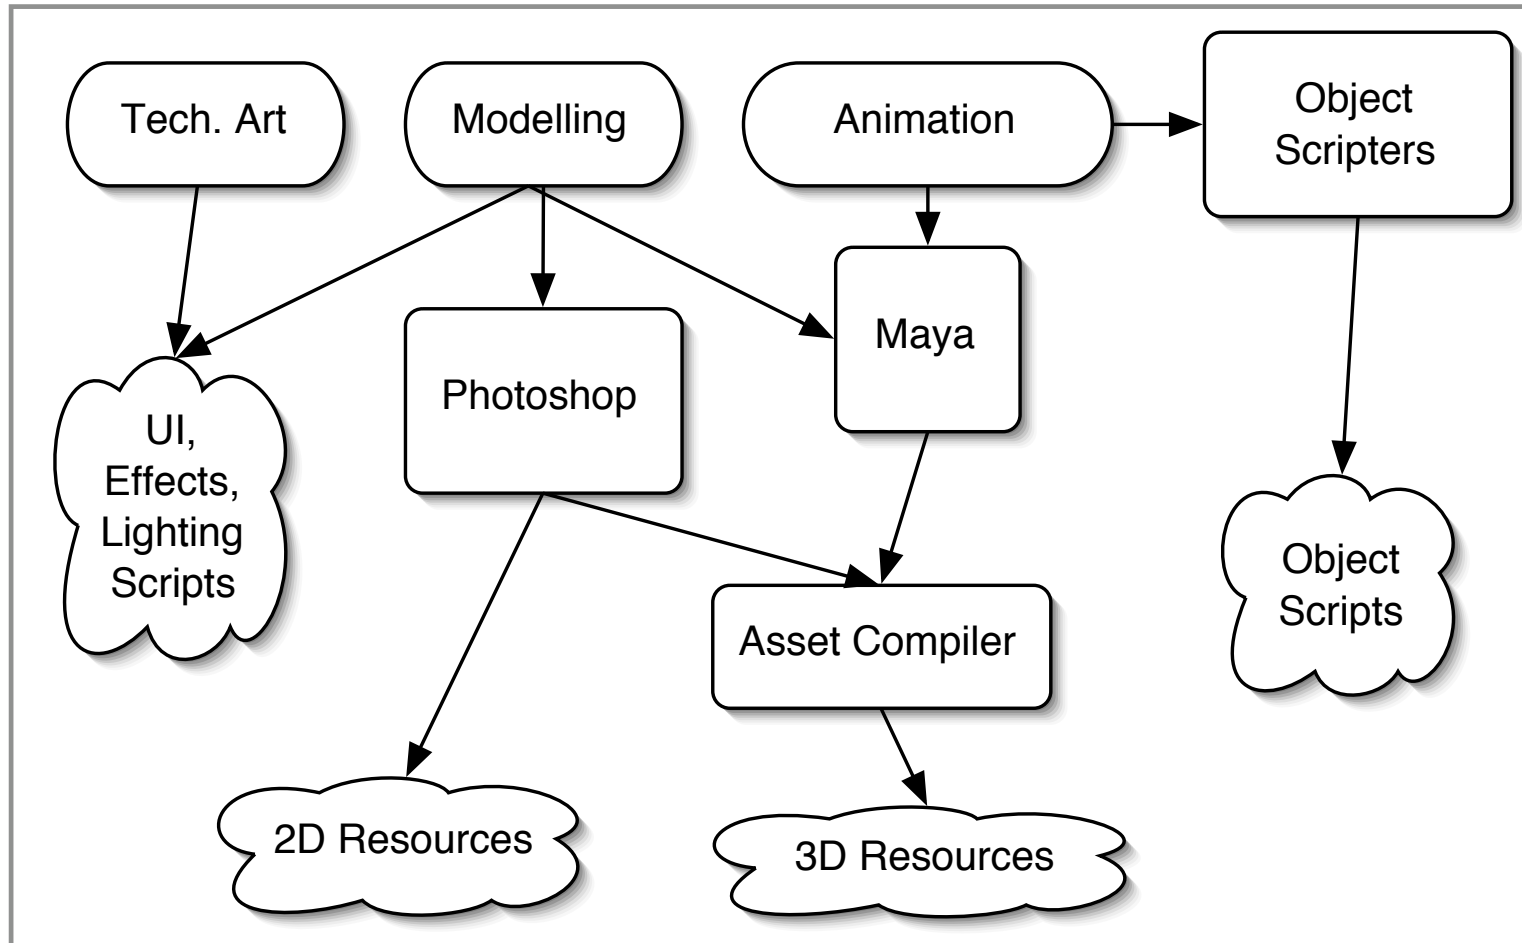 Tech. Art
Modelling
Animation
Object
Scripters
Maya
Photoshop
UI,
Effects,
Lighting
Scripts
Object
Scripts
Asset Compiler
2D Resources
3D Resources